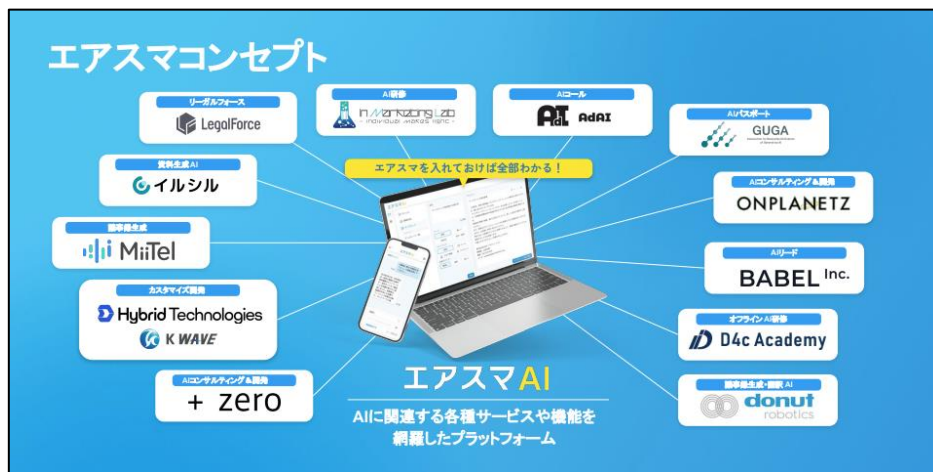 エアスマコンセプト
リーガルフォース
LegalForce
AI研修
In Marketing Lab
- individual makes magic -
AIコール
AdAI
AdAI
AIパスポート
GUGA
資料生成AI
イルシル
エアスマを入れておけば全部わかる！
AIコンサルティング＆開発
ONPLANETZ
議事録生成
MiiTel
AIリード
BABEL Inc.
カスタマイズ開発
Hybrid Technologies
K WAVE
オフラインAI研修
D4c Academy
AIコンサルティング＆開発
+ zero
エアスマAI
議事録生成・翻訳 AI
donut
robotics
AIに関連する各種サービスや機能を
網羅したプラットフォーム